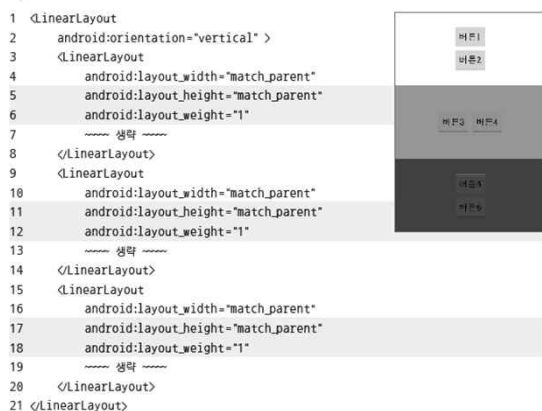 1 <LinearLayout
2 android:orientation="vertical" >
3 <LinearLayout
4 android:layout_width="match_parent"
5 android:layout_height="match_parent"
6 android:layout_weight="1"
7 ~~~~ 생략 ~~~~
8 </LinearLayout>
9 <LinearLayout
10 android:layout_width="match_parent"
11 android:layout_height="match_parent"
12 android:layout_weight="1"
13 ~~~~ 생략 ~~~~
14 </LinearLayout>
15 <LinearLayout
16 android:layout_width="match_parent"
17 android:layout_height="match_parent"
18 android:layout_weight="1"
19 ~~~~ 생략 ~~~~
20 </LinearLayout>
21 </LinearLayout>
버튼1
버튼2
버튼3 버튼4
버튼5
버튼6